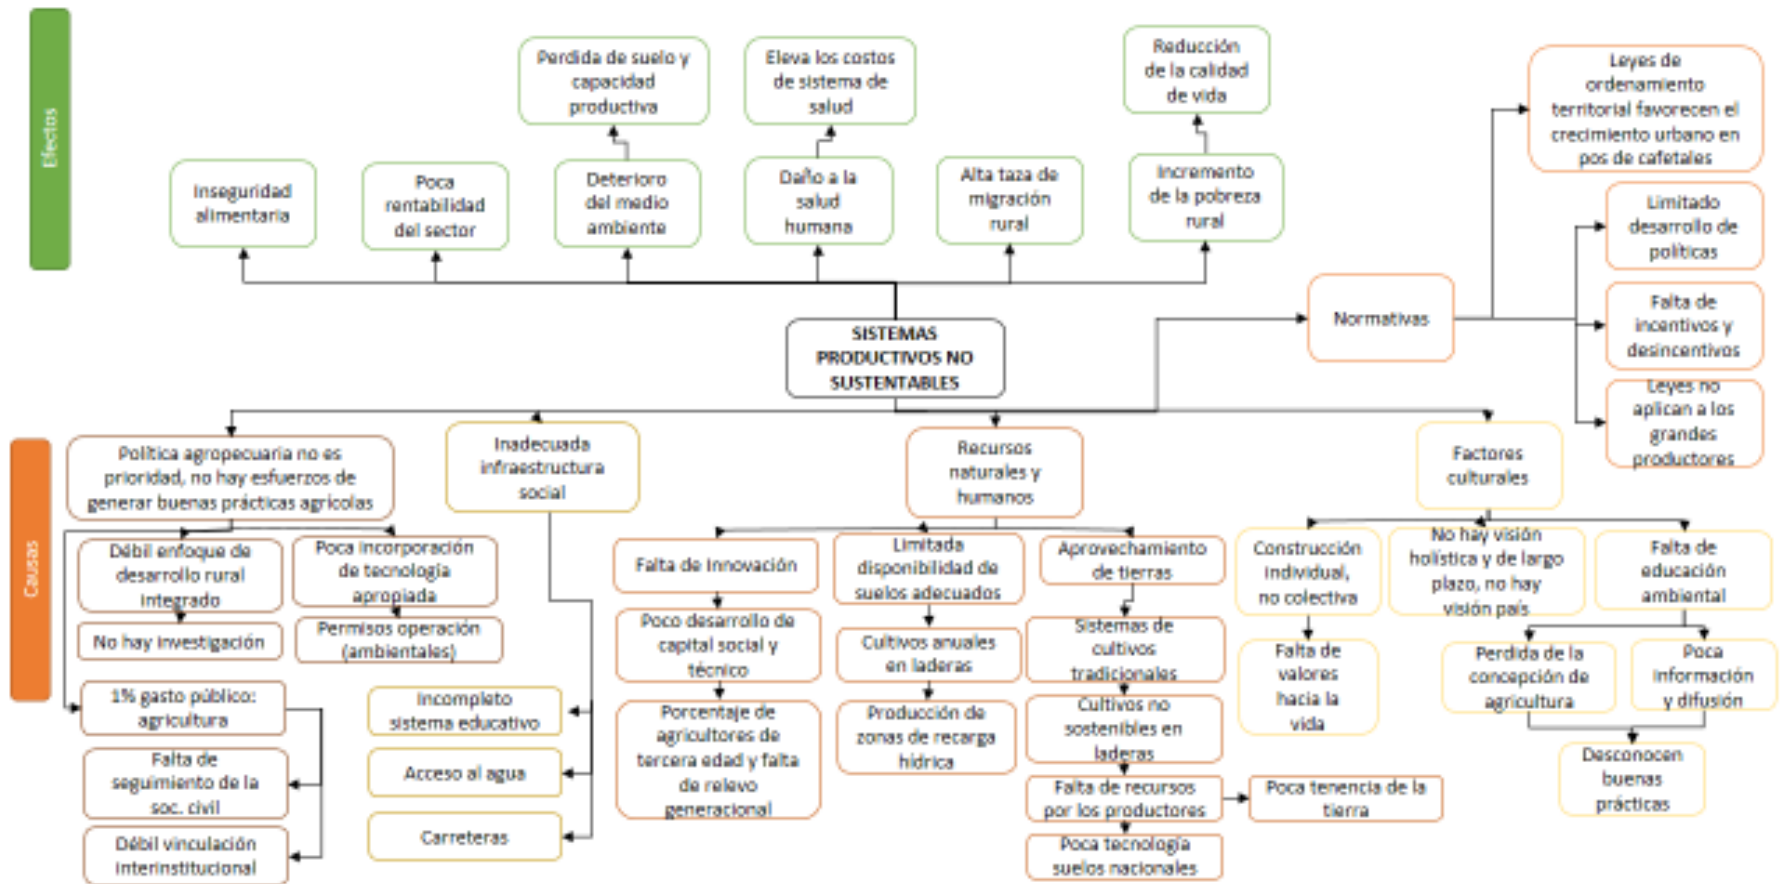 Efectos
Perdida de suelo y
capacidad
productiva
Eleva los costos
de sistema de
salud
Reducción
de la calidad
de vida
Inseguridad
alimentaria
Poca
rentabilidad
del sector
Deterioro
del medio
ambiente
Daño a la
salud
humana
Alta taza de
migración
rural
Incremento
de la pobreza
rural
Leyes de
ordenamiento
territorial favorecen el
crecimiento urbano en
pos de cafetales
Limitado
desarrollo de
políticas
Normativas
Falta de
incentivos y
desincentivos
Leyes no
aplican a los
grandes
productores
SISTEMAS
PRODUCTIVOS NO
SUSTENTABLES
Causas
Política agropecuaria no es
prioridad, no hay esfuerzos de
generar buenas prácticas agrícolas
Débil enfoque de
desarrollo rural
integrado
No hay investigación
Poca incorporación
de tecnología
apropiada
Permisos operación
(ambientales)
1% gasto público:
agricultura
Falta de
seguimiento de la
soc. civil
Débil vinculación
interinstitucional
Inadecuada
infraestructura
social
Incompleto
sistema educativo
Acceso al agua
Carreteras
Recursos
naturales y
humanos
Falta de innovación
Poco desarrollo de
capital social y
técnico
Porcentaje de
agricultores de
tercera edad y falta
de relevo
generacional
Limitada
disponibilidad de
suelos adecuados
Cultivos anuales
en laderas
Producción de
zonas de recarga
hídrica
Aprovechamiento
de tierras
Sistemas de
cultivos
tradicionales
Cultivos no
sostenibles en
laderas
Falta de recursos
por los productores
Poca tenencia de la
tierra
Poca tecnología
suelos nacionales
Factores
culturales
Construcción
individual,
no colectiva
Falta de
valores
hacia la
vida
No hay visión
holística y de largo
plazo, no hay
visión país
Falta de
educación
ambiental
Perdida de la
concepción de
agricultura
Poca
información
y difusión
Desconocen
buenas
prácticas